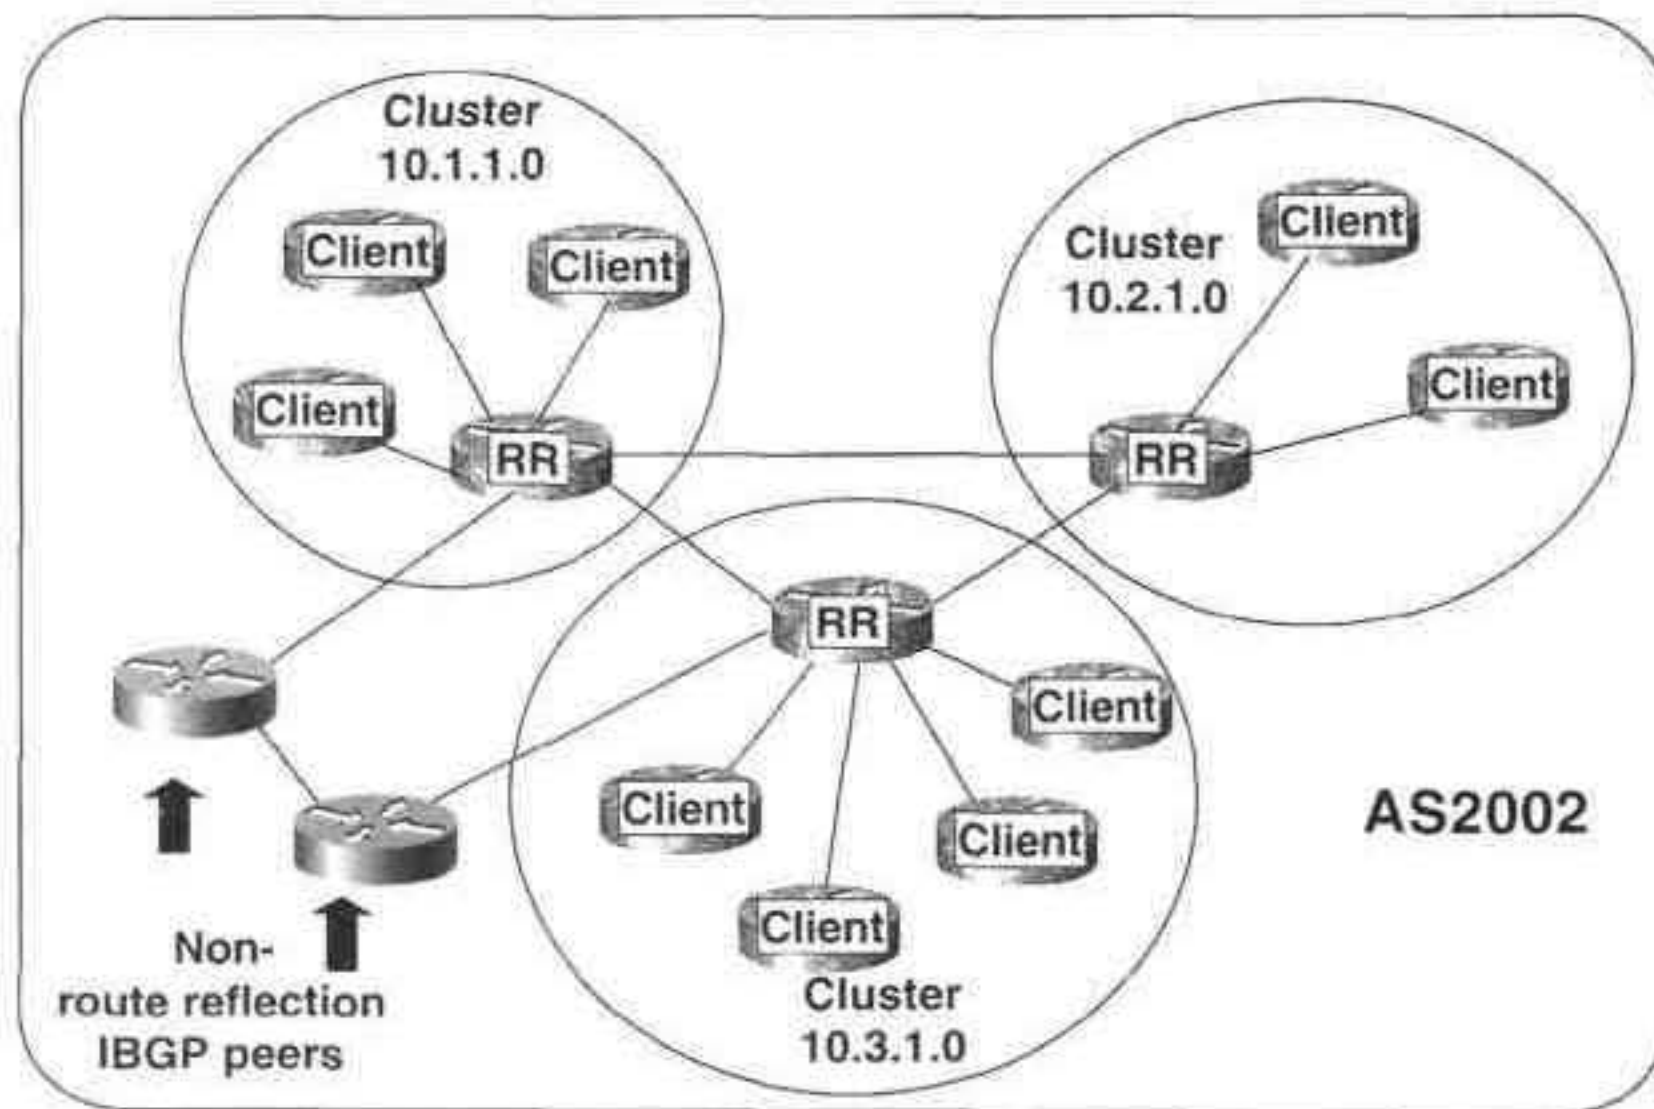 Cluster
10.1.1.0
Client
Client
Client
RR
Cluster
10.2.1.0
Client
Client
RR
RR
Client
Client
Client
Client
Cluster
10.3.1.0
AS2002
Non-
route reflection
IBGP peers